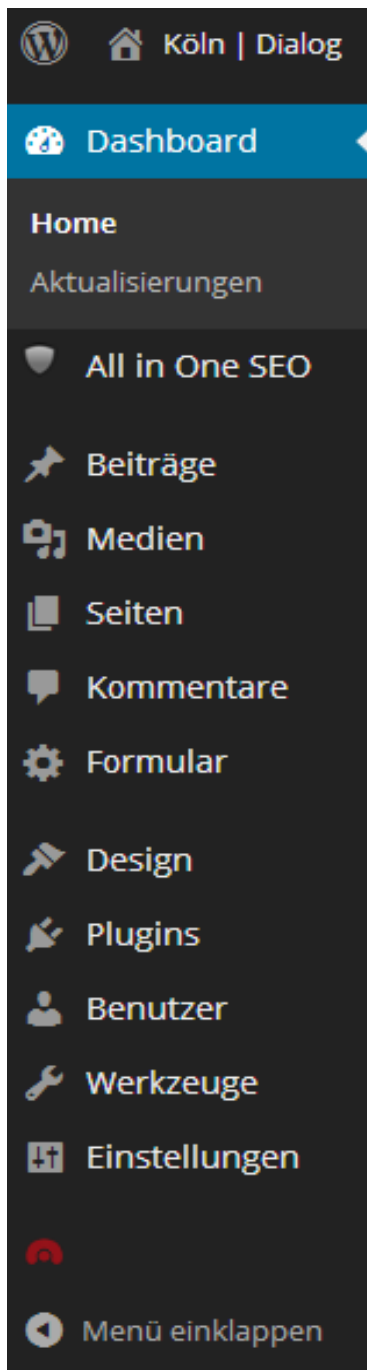 Köln | Dialog
Dashboard
Home
Aktualisierungen
All in One SEO
Beiträge
Medien
Seiten
Kommentare
Formular
Design
Plugins
Benutzer
Werkzeuge
Einstellungen
Menü einklappen